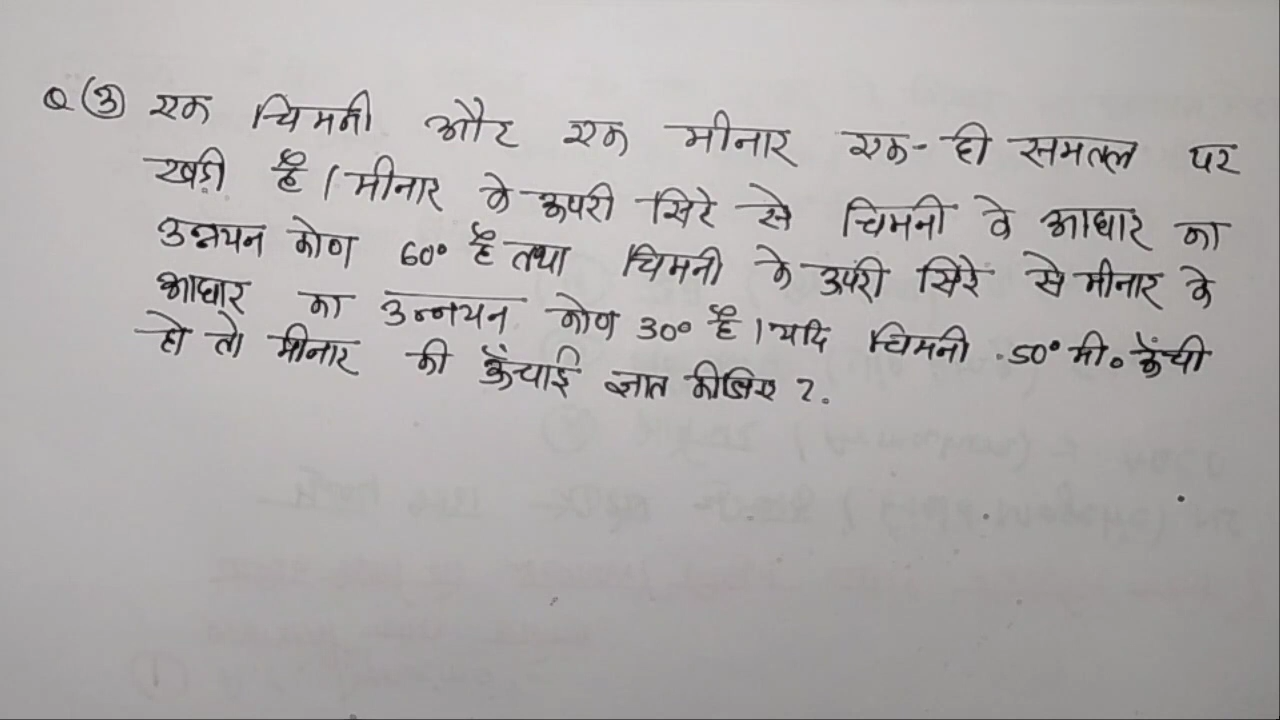 Q(3) एक चिमनी और एक मीनार एक-ही समतल पर
खड़ी है। मीनार के ऊपरी सिरे से चिमनी के आधार का
उन्नयन कोण 60° है तथा चिमनी के ऊपरी सिरे से मीनार के
आधार का उन्नयन कोण 30° है। यदि चिमनी 50° मी० ऊँची
हो तो मीनार की ऊँचाई ज्ञात कीजिए?.